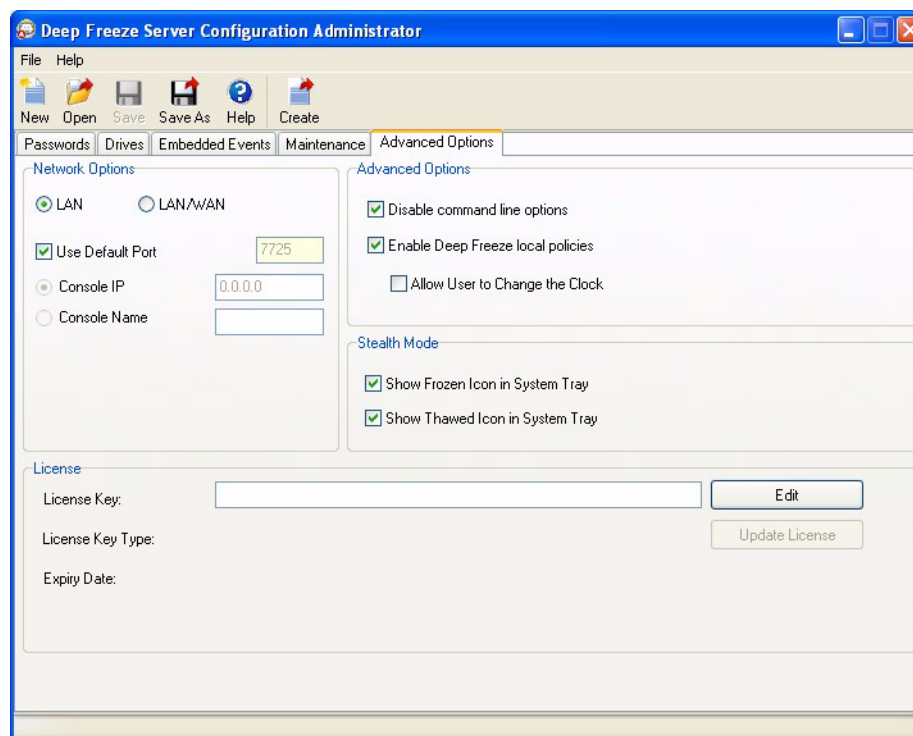 Deep Freeze Server Configuration Administrator
File Help
New Open Save Save As Help Create
Passwords Drives Embedded Events Maintenance Advanced Options
Network Options
LAN LAN/WAN
Use Default Port 7725
Console IP 0.0.0.0
Console Name
Advanced Options
Disable command line options
Enable Deep Freeze local policies
Allow User to Change the Clock
Stealth Mode
Show Frozen Icon in System Tray
Show Thawed Icon in System Tray
License
License Key: Edit
License Key Type: Update License
Expiry Date: